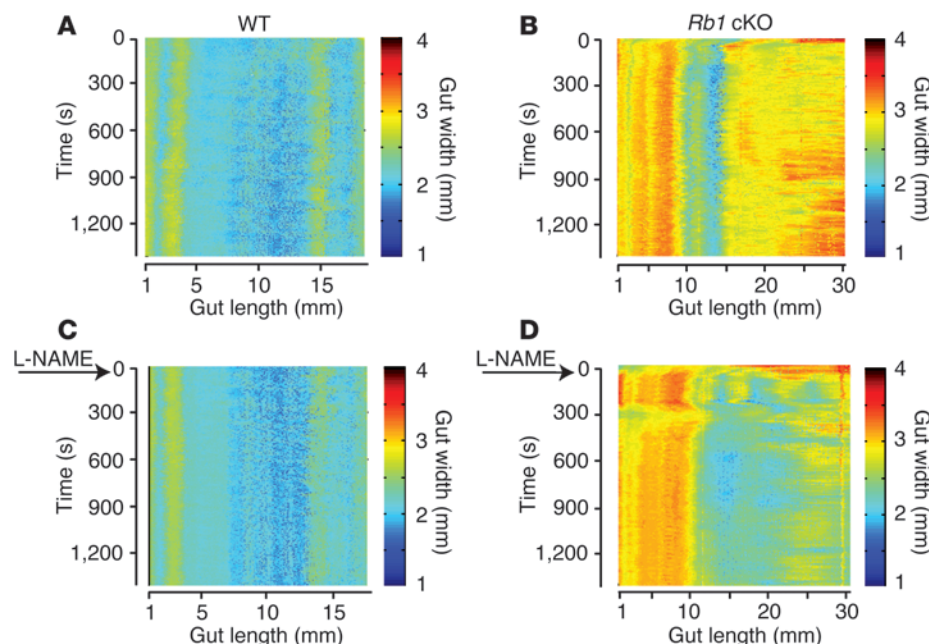 A WT
0
300
600
900
1,200
Time (s)
1 5 10 15
Gut length (mm)
4
3
2
1
Gut width (mm)
B Rb1 cKO
0
300
600
900
1,200
Time (s)
1 10 20 30
Gut length (mm)
4
3
2
1
Gut width (mm)
C
L-NAME
0
300
600
900
1,200
Time (s)
1 5 10 15
Gut length (mm)
4
3
2
1
Gut width (mm)
D
L-NAME
0
300
600
900
1,200
Time (s)
1 10 20 30
Gut length (mm)
4
3
2
1
Gut width (mm)